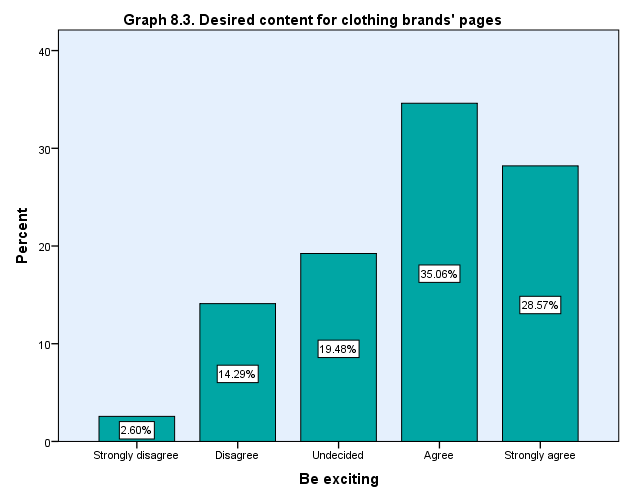 Graph 8.3. Desired content for clothing brands' pages
40
30
20
10
0
Percent
2.60%
14.29%
19.48%
35.06%
28.57%
Strongly disagree
Disagree
Undecided
Agree
Strongly agree
Be exciting